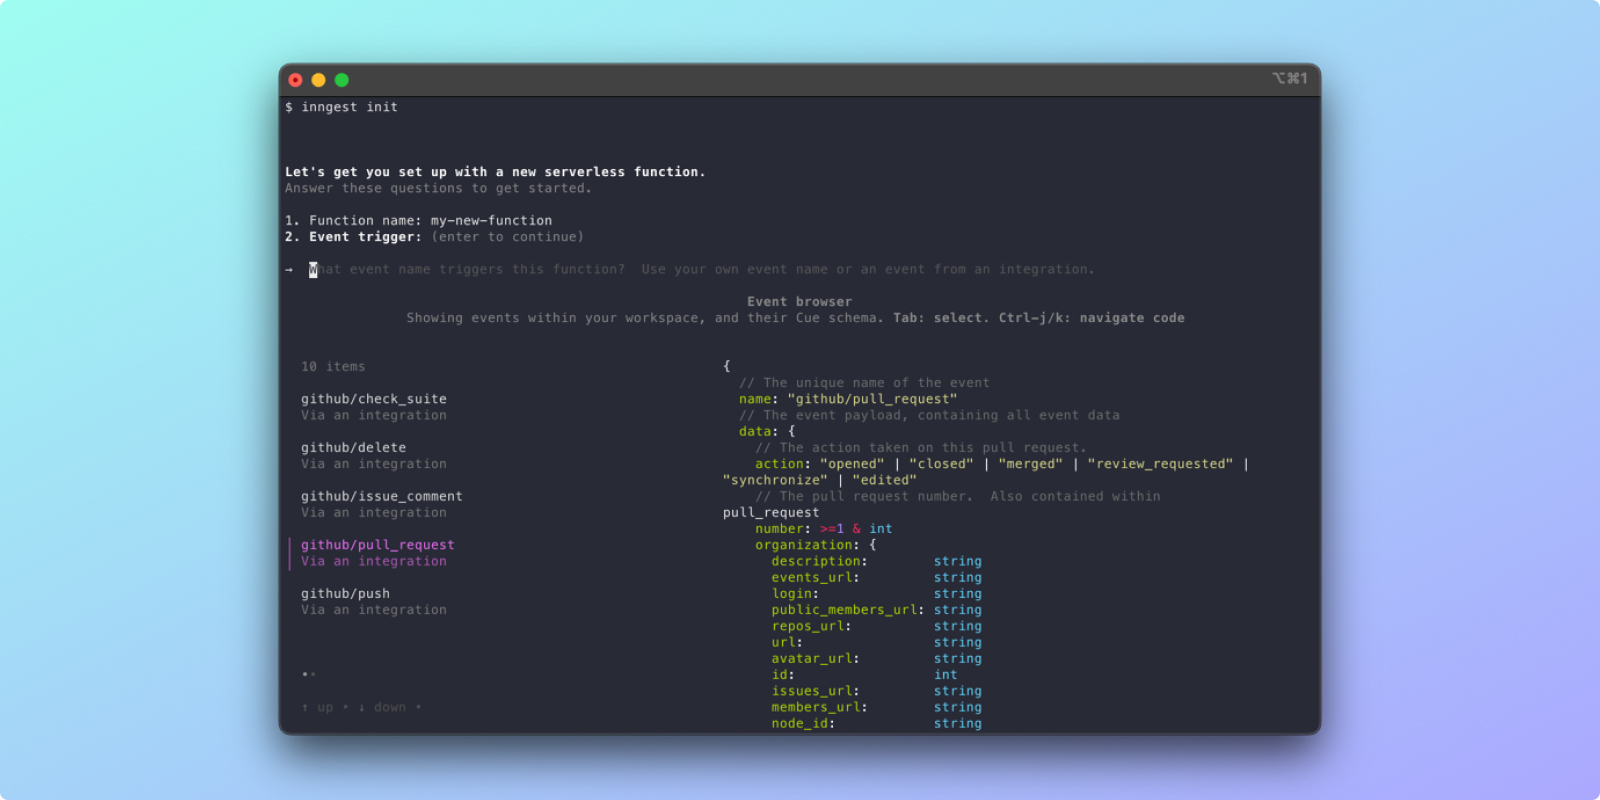 ⌥⌘1
$ inngest init
Let's get you set up with a new serverless function.
Answer these questions to get started.
1. Function name: my-new-function
2. Event trigger: (enter to continue)
→ What event name triggers this function?  Use your own event name or an event from an integration.
Event browser
Showing events within your workspace, and their Cue schema. Tab: select. Ctrl-j/k: navigate code
10 items
github/check_suite
Via an integration
github/delete
Via an integration
github/issue_comment
Via an integration
github/pull_request
Via an integration
github/push
Via an integration
••
↑ up • ↓ down •
{
// The unique name of the event
name: "github/pull_request"
// The event payload, containing all event data
data: {
// The action taken on this pull request.
action: "opened" | "closed" | "merged" | "review_requested" |
"synchronize" | "edited"
// The pull request number.  Also contained within
pull_request
number: >=1 & int
organization: {
description: string
events_url: string
login: string
public_members_url: string
repos_url: string
url: string
avatar_url: string
id: int
issues_url: string
members_url: string
node_id: string